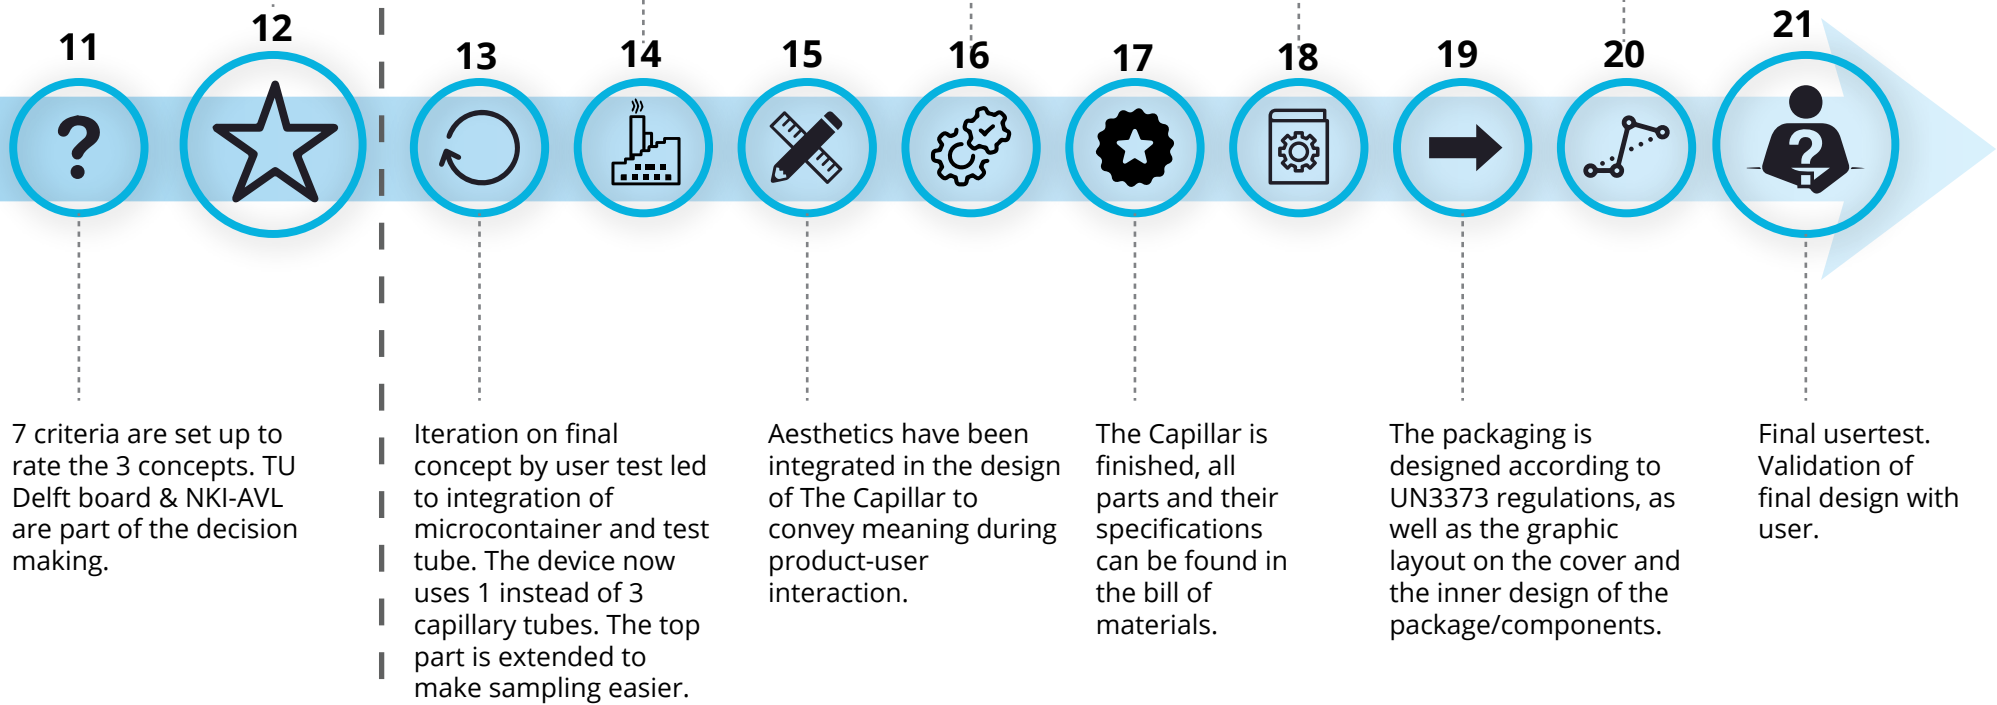 11
12
13
14
15
16
17
18
19
20
21
7 criteria are set up to
rate the 3 concepts. TU
Delft board & NKI-AVL
are part of the decision
making.
Iteration on final
concept by user test led
to integration of
microcontainer and test
tube. The device now
uses 1 instead of 3
capillary tubes. The top
part is extended to
make sampling easier.
Aesthetics have been
integrated in the design
of The Capillar to
convey meaning during
product-user
interaction.
The Capillar is
finished, all
parts and their
specifications
can be found in
the bill of
materials.
The packaging is
designed according to
UN3373 regulations, as
well as the graphic
layout on the cover and
the inner design of the
package/components.
Final usertest.
Validation of
final design with
user.